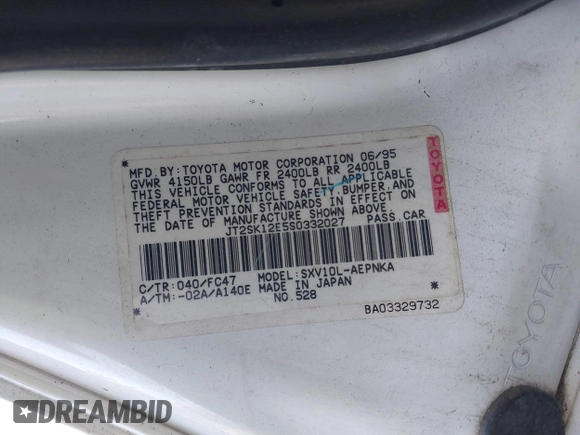 MFD. BY: TOYOTA MOTOR CORPORATION 06/95
GVWR 4150LB GAWR FR 2400LB RR 2400LB
THIS VEHICLE CONFORMS TO ALL APPLICABLE
FEDERAL MOTOR VEHICLE SAFETY, BUMPER, AND
THEFT PREVENTION STANDARDS IN EFFECT ON
THE DATE OF MANUFACTURE SHOWN ABOVE.
JT2SK12E5S0332027 PASS. CAR
C/TR: 040/FC47 MODEL: SXV10L-AEPNKA
A/TM: -02A/A140E MADE IN JAPAN
NO. 528
BA03329732
TOYOTA
TOYOTA
DREAMBID